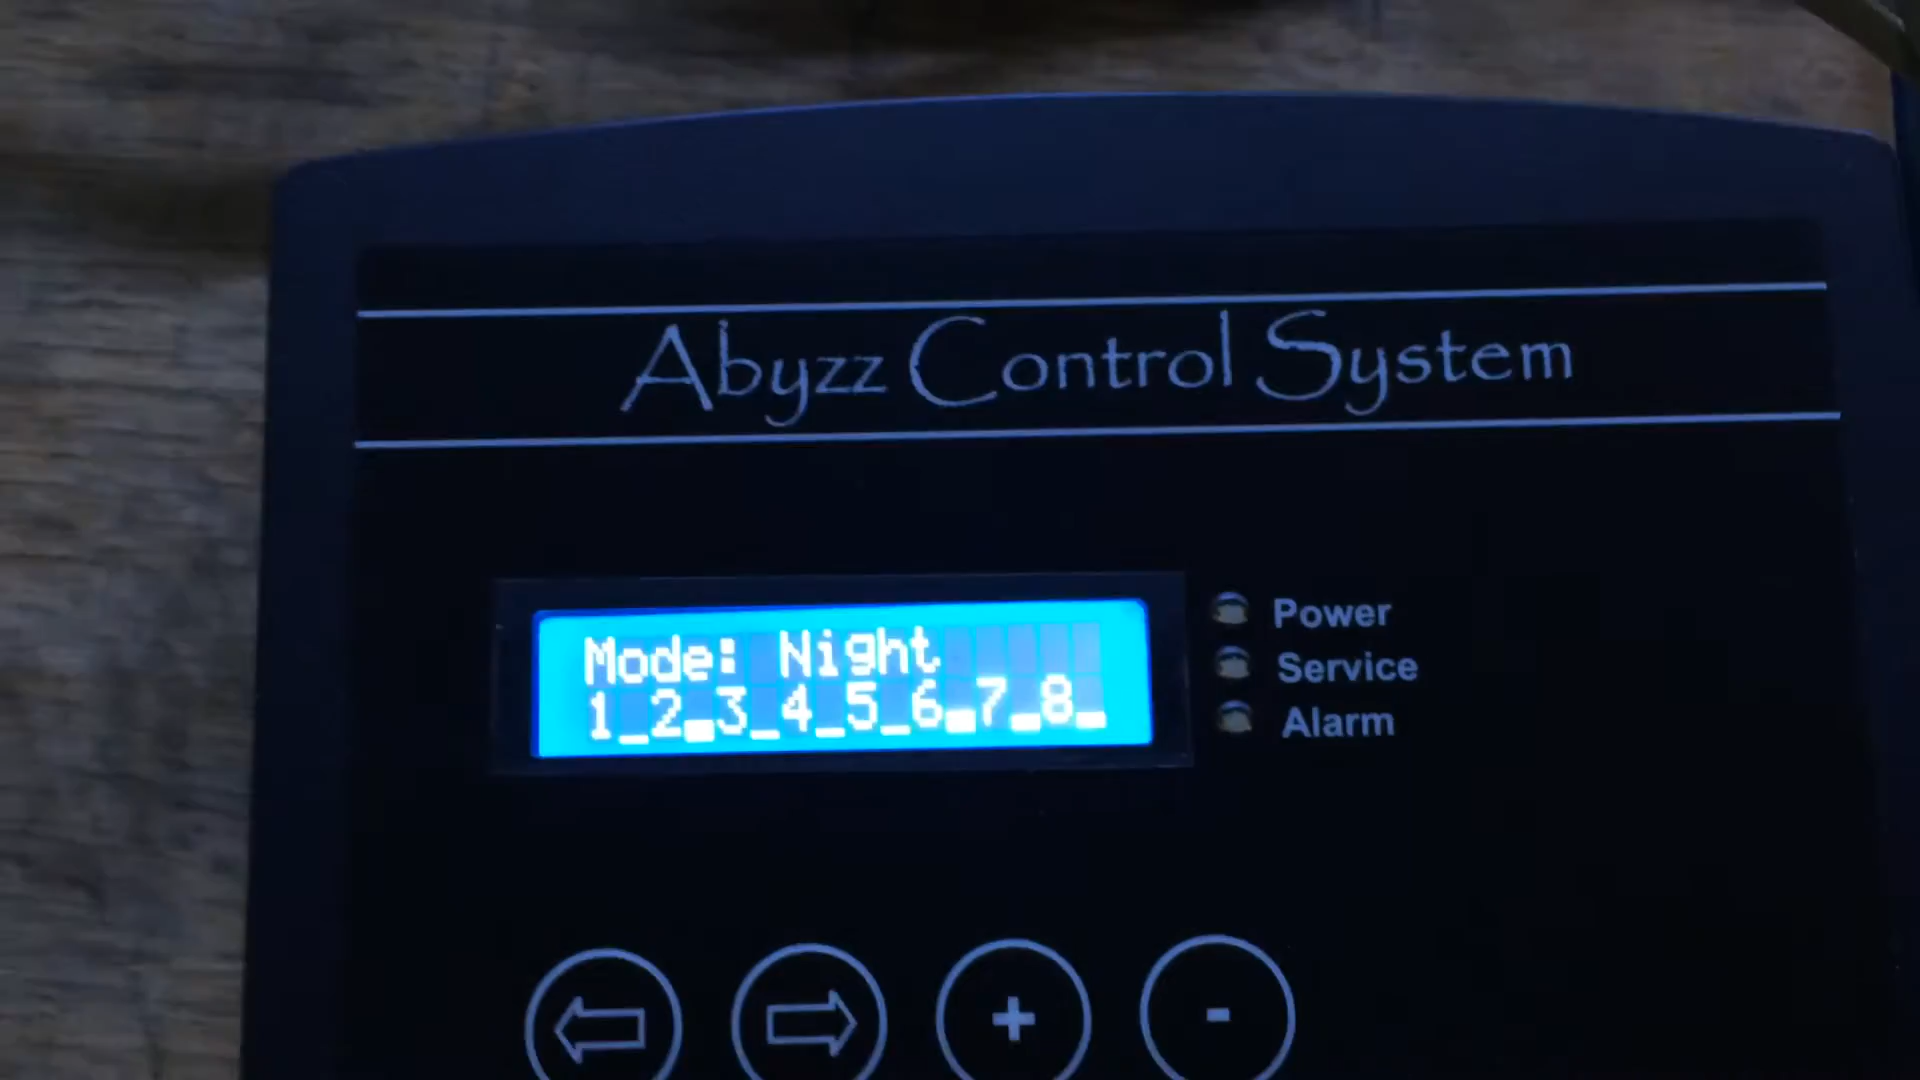 Abyzz Control System
Mode: Night
1_2_3_4_5_6_7_8_
Power
Service
Alarm
+
-